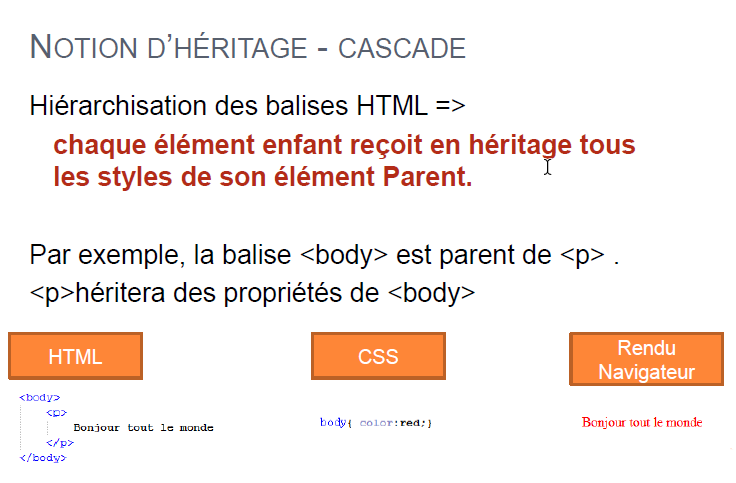 NOTION D'HÉRITAGE - CASCADE
Hiérarchisation des balises HTML =>
chaque élément enfant reçoit en héritage tous
les styles de son élément Parent.
Par exemple, la balise <body> est parent de <p> .
<p>héritera des propriétés de <body>
HTML
<body>
<p>
Bonjour tout le monde
</p>
</body>
CSS
body{ color:red;}
Rendu
Navigateur
Bonjour tout le monde